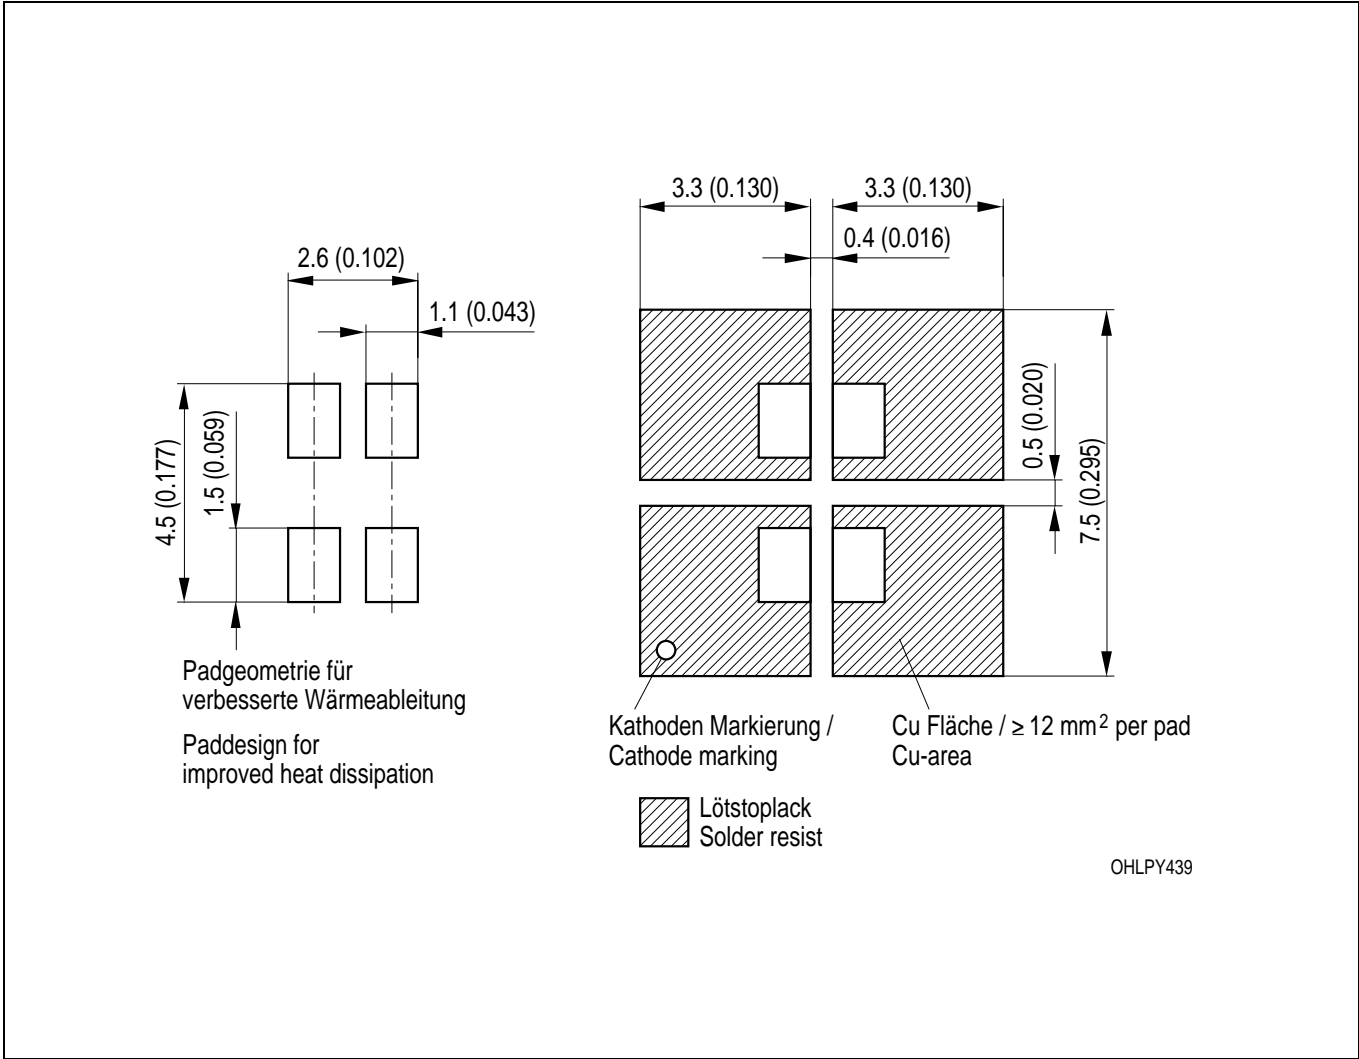 3.3 (0.130)
3.3 (0.130)
0.4 (0.016)
2.6 (0.102)
1.1 (0.043)
4.5 (0.177)
1.5 (0.059)
0.5 (0.020)
7.5 (0.295)
Padgeometrie für
verbesserte Wärmeableitung
Paddesign for
improved heat dissipation
Kathoden Markierung /
Cathode marking
Cu Fläche / ≥ 12 mm² per pad
Cu-area
Lötstoplack
Solder resist
OHLPY439